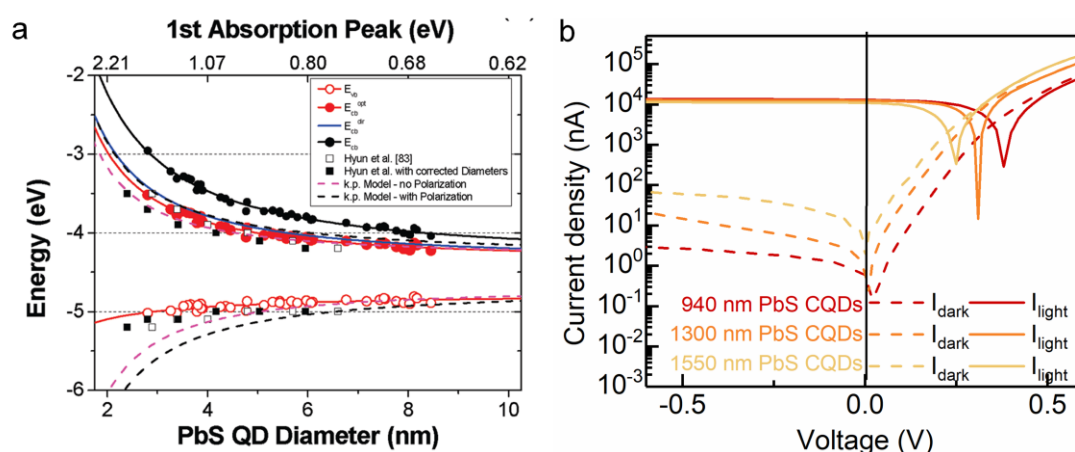 a
1st Absorption Peak (eV)
2.21 1.07 0.80 0.68 0.62
-2
-3
-4
-5
-6
Energy (eV)
E_vb
E_cb^opt
E_cb^dir
E_cb
Hyun et al. [83]
Hyun et al. with corrected Diameters
k.p. Model - no Polarization
k.p. Model - with Polarization
2 4 6 8 10
PbS QD Diameter (nm)
b
Current density (nA)
10^5
10^4
10^3
10^2
10^1
10^0
10^-1
10^-2
10^-3
940 nm PbS CQDs I_dark I_light
1300 nm PbS CQDs I_dark I_light
1550 nm PbS CQDs I_dark I_light
-0.5 0.0 0.5
Voltage (V)